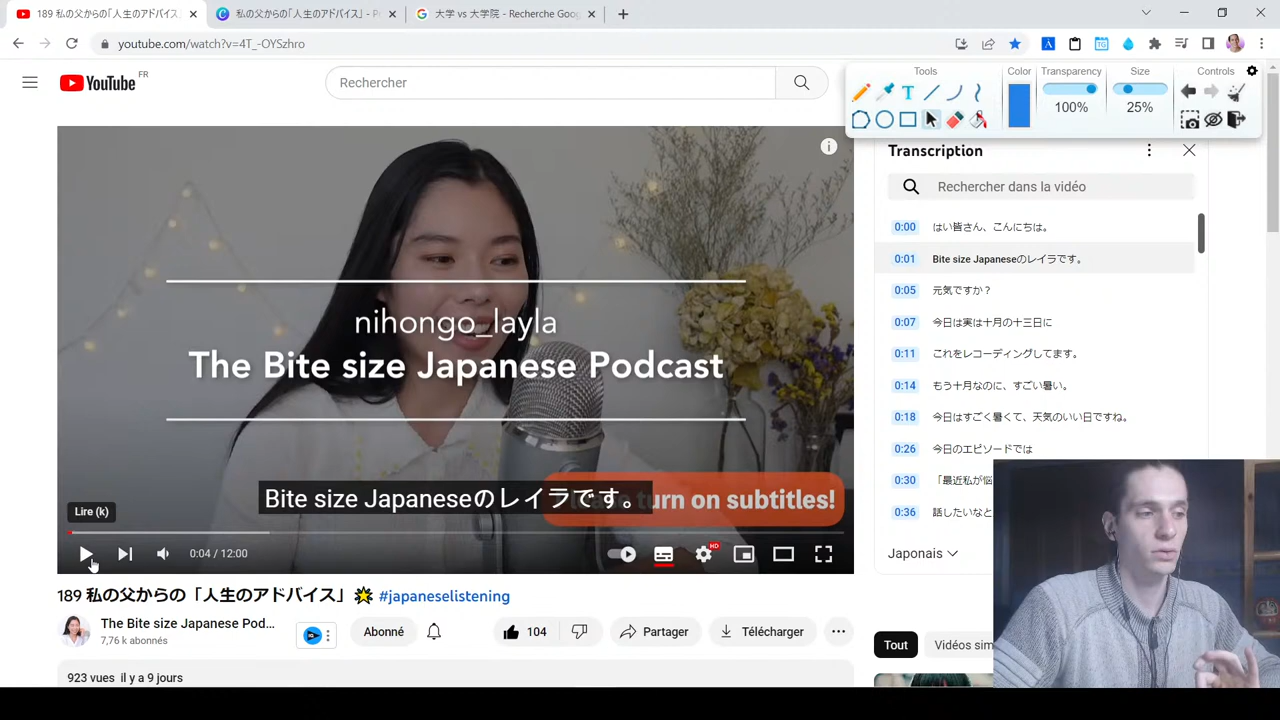 189 私の父からの「人生のアドバイス
私の父からの「人生のアドバイス」 - P
大学 vs 大学院 - Recherche Goog
youtube.com/watch?v=4T_-OYSzhro
YouTube FR
Rechercher
Tools
Color
Transparency
Size
Controls
100%
25%
nihongo_layla
The Bite size Japanese Podcast
turn on subtitles!
Bite size Japaneseのレイラです。
Lire (k)
0:04 / 12:00
HD
Transcription
Rechercher dans la vidéo
0:00 はい皆さん、こんにちは。
0:01 Bite size Japaneseのレイラです。
0:05 元気ですか？
0:07 今日は実は十月の十三日に
0:11 これをレコーディングしてます。
0:14 もう十月なのに、すごい暑い。
0:18 今日はすごく暑くて、天気のいい日ですね。
0:26 今日のエピソードでは
0:30 「最近私が悩
0:36 話したいなと
Japonais
189 私の父からの「人生のアドバイス」🌟 #japaneselistening
The Bite size Japanese Pod...
7,76 k abonnés
Abonné
104
Partager
Télécharger
923 vues il y a 9 jours
Tout
Vidéos sim